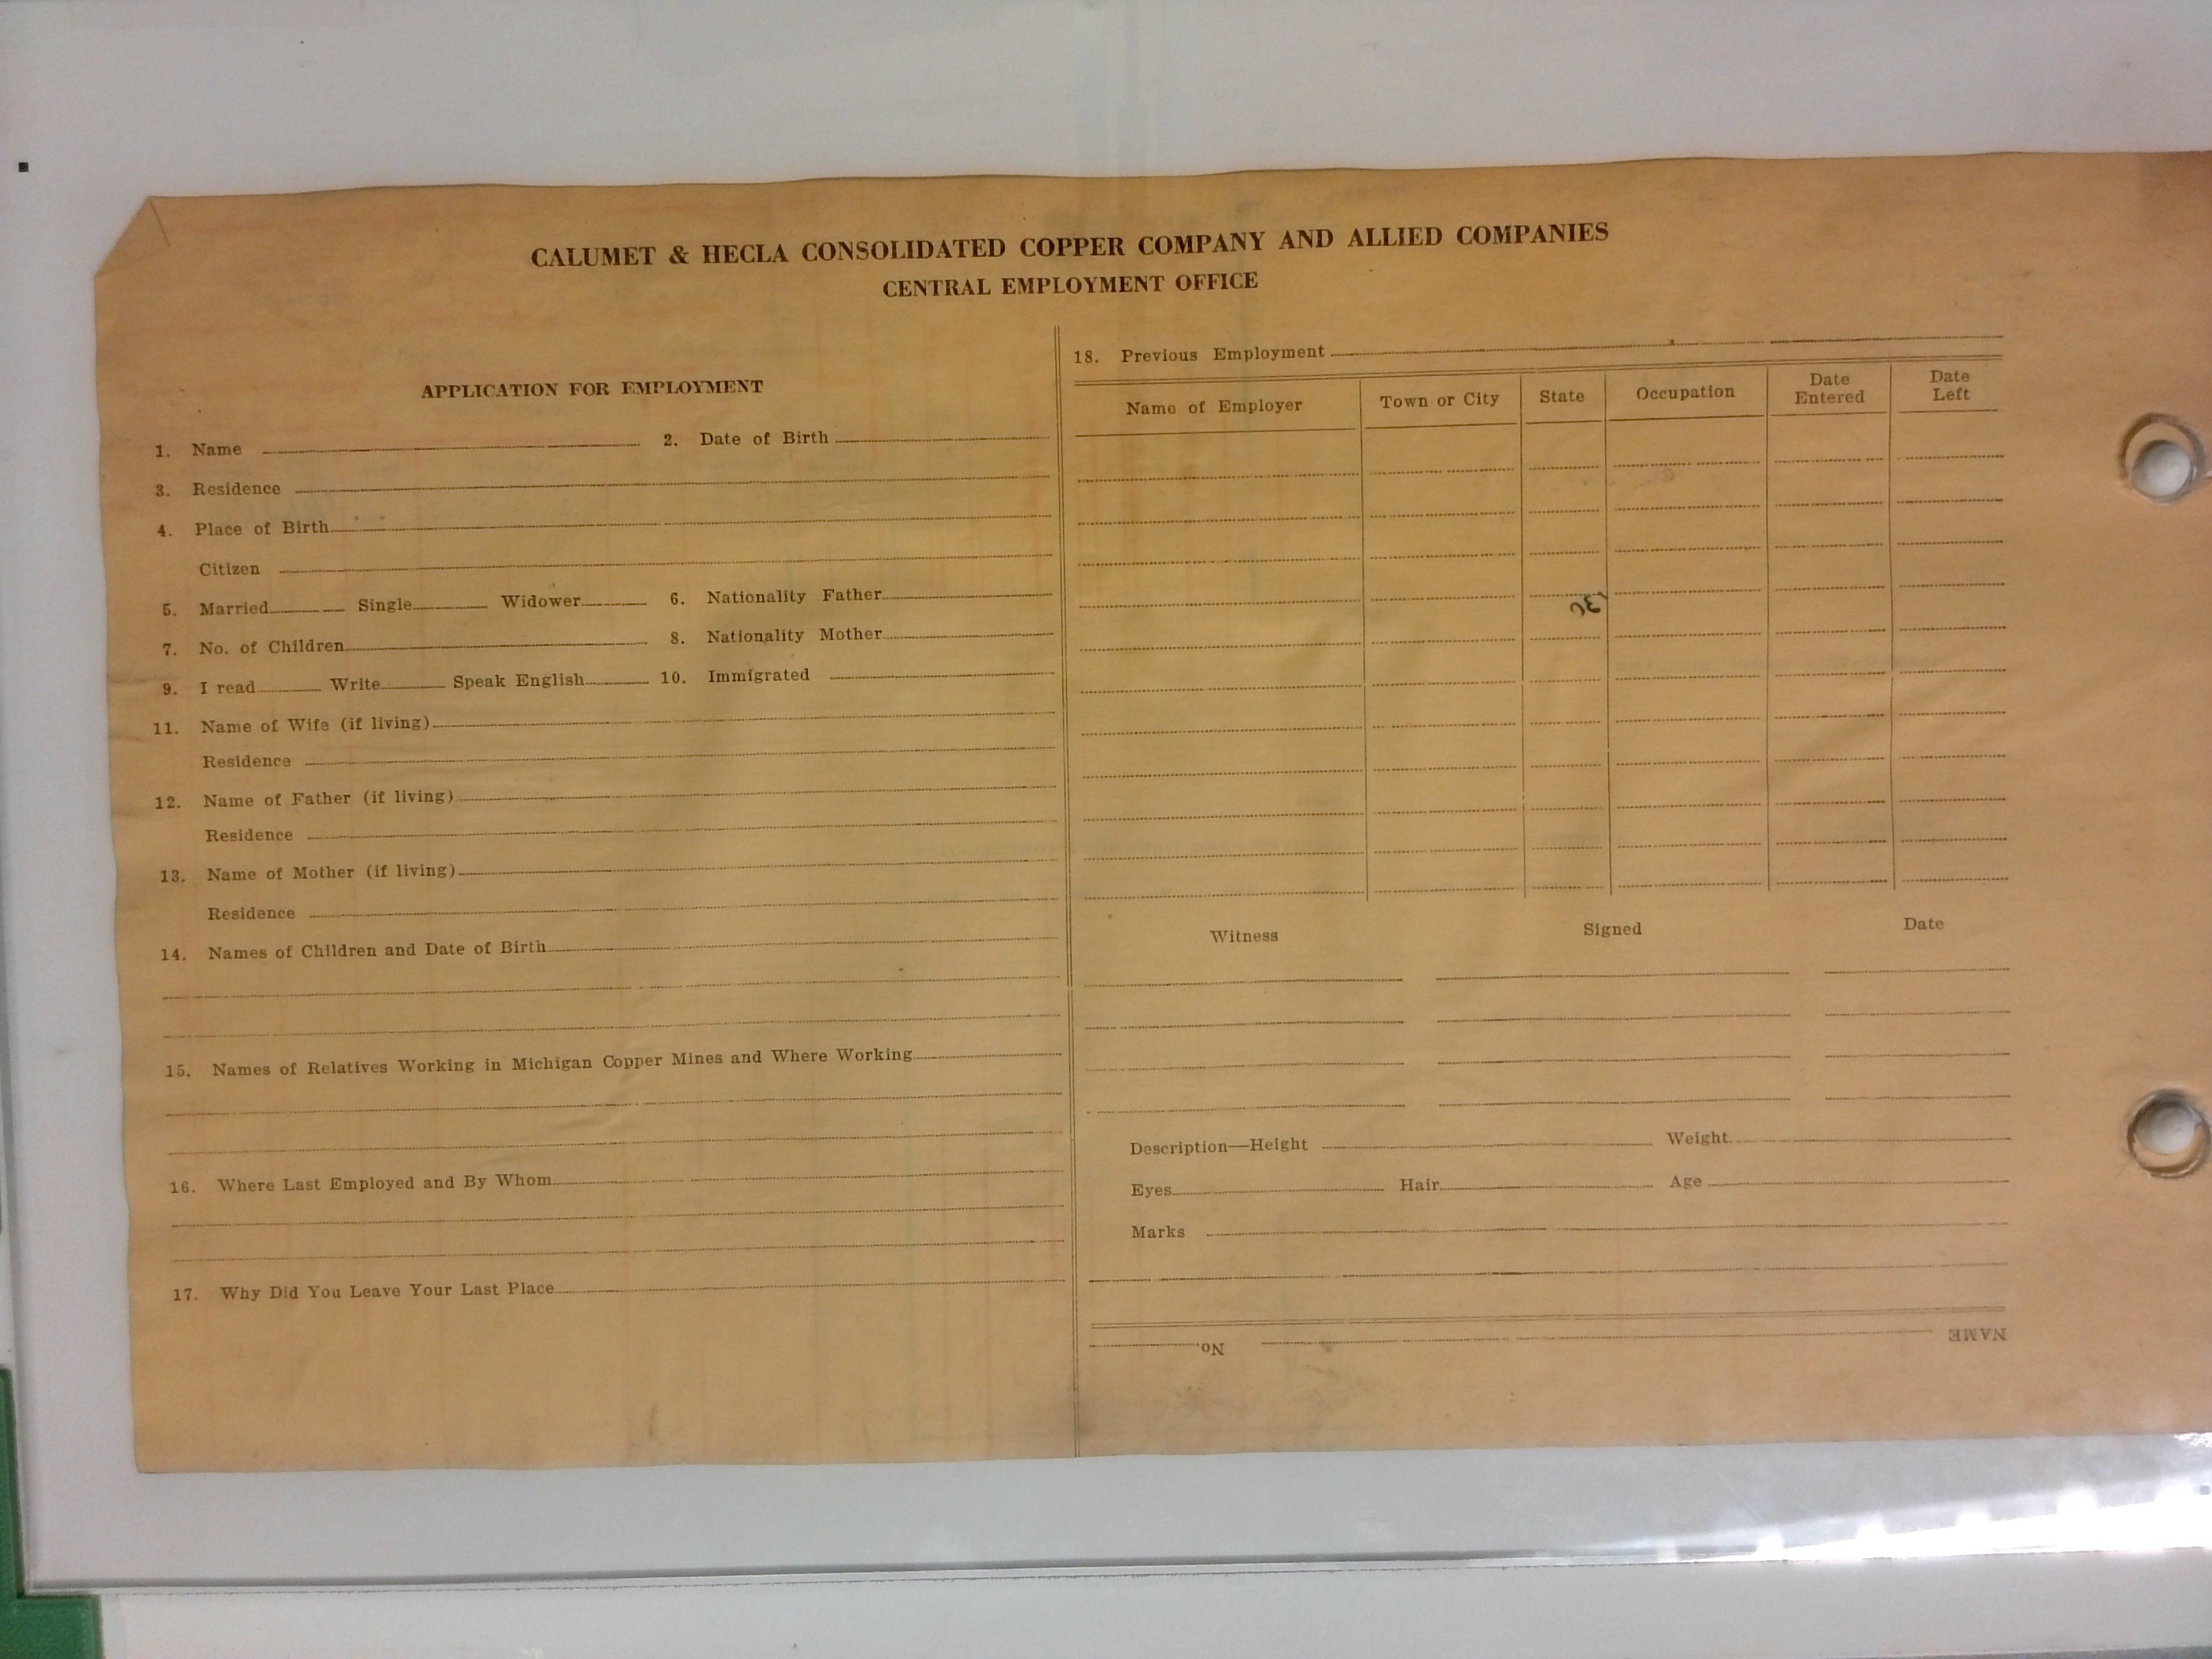 CALUMET & HECLA CONSOLIDATED COPPER COMPANY AND ALLIED COMPANIES
CENTRAL EMPLOYMENT OFFICE
APPLICATION FOR EMPLOYMENT
1. Name 2. Date of Birth
3. Residence
4. Place of Birth
Citizen
5. Married Single Widower 6. Nationality Father
7. No. of Children 8. Nationality Mother
9. I read Write Speak English 10. Immigrated
11. Name of Wife (if living)
Residence
12. Name of Father (if living)
Residence
13. Name of Mother (if living)
Residence
14. Names of Children and Date of Birth
15. Names of Relatives Working in Michigan Copper Mines and Where Working
16. Where Last Employed and By Whom
17. Why Did You Leave Your Last Place
18. Previous Employment
Name of Employer Town or City State Occupation Date Entered Date Left
Witness Signed Date
Description—Height Weight
Eyes Hair Age
Marks
NAME No.